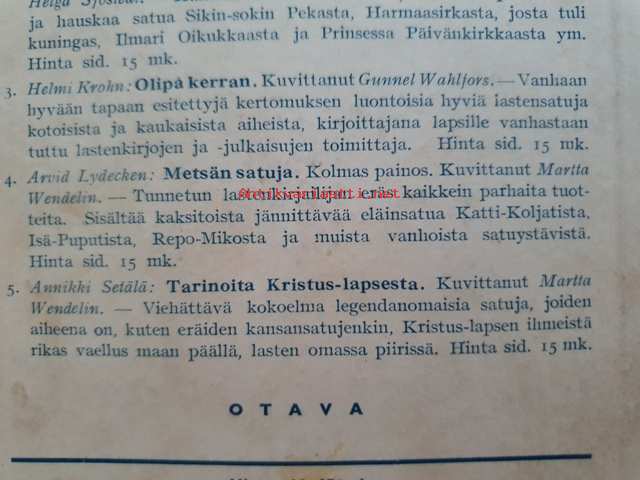 ja hauskaa satua Sikin-sokin Pekasta, Harmaasirkasta, josta tuli
kuningas, Ilmari Oikukkaasta ja Prinsessa Päivänkirkkaasta ym.
Hinta sid. 15 mk.
3. Helmi Krohn: Olipa kerran. Kuvittanut Gunnel Wahlfors. — Vanhaan
hyvään tapaan esitettyjä kertomuksen luontoisia hyviä lastensatuja
kotoisista ja kaukaisista aiheista, kirjoittajana lapsille vanhastaan
tuttu lastenkirjojen ja -julkaisujen toimittaja. Hinta sid. 15 mk.
4. Arvid Lydecken: Metsän satuja. Kolmas painos. Kuvittanut Martta
Wendelin. — Tunnetun eräs kaikkein parhaita tuot-
teita. Sisältää kaksitoista jännittävää eläinsatua Katti-Koljatista,
Isä-Puputista, Repo-Mikosta ja muista vanhoista satuystävistä.
Hinta sid. 15 mk.
5. Annikki Setälä: Tarinoita Kristus-lapsesta. Kuvittanut Martta
Wendelin. — Viehättävä kokoelma legendanomaisia satuja, joiden
aiheena on, kuten eräiden kansansatujenkin, Kristus-lapsen ihmeistä
rikas vaellus maan päällä, lasten omassa piirissä. Hinta sid. 15 mk.
OTAVA